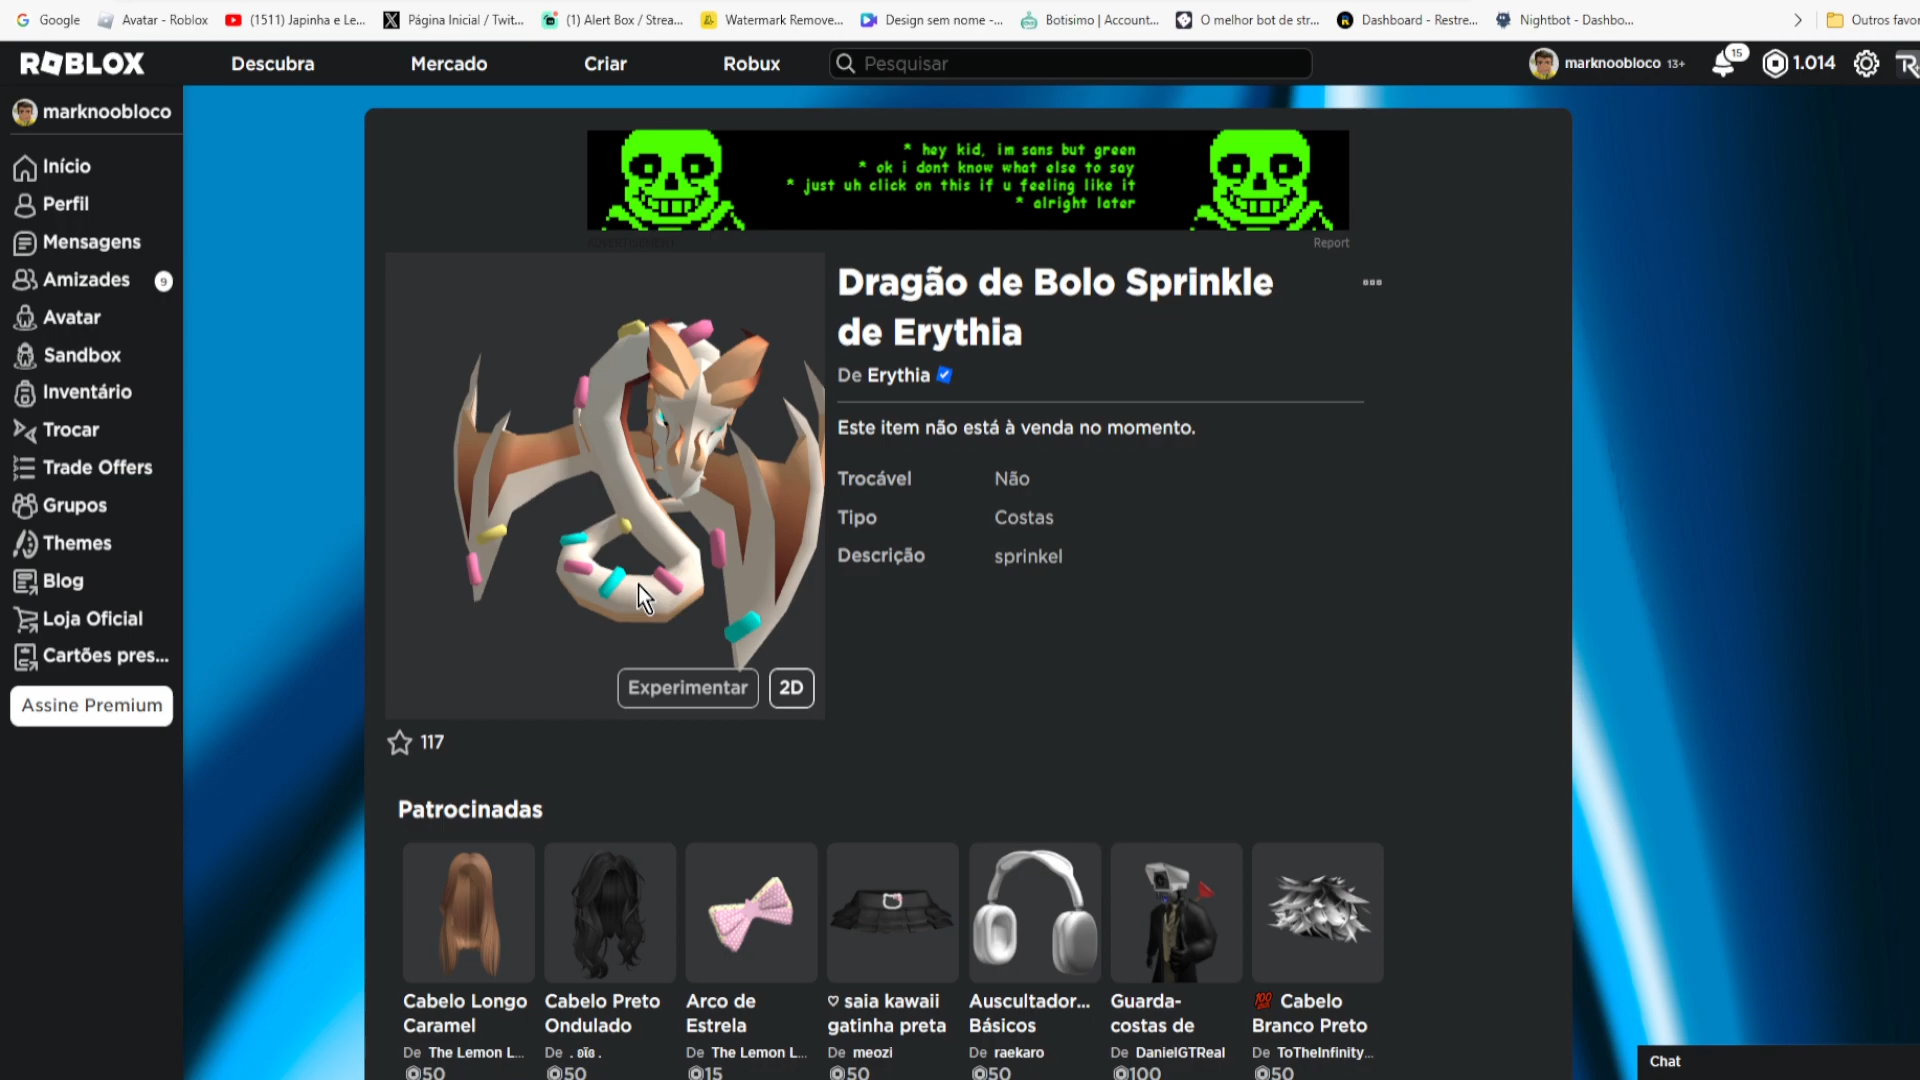 Google
Avatar - Roblox
(1511) Japinha e Le...
Página Inicial / Twit...
(1) Alert Box / Strea...
Watermark Remove...
Design sem nome -...
Botisimo | Account...
O melhor bot de str...
Dashboard - Restre...
Nightbot - Dashbo...
Outros favor
ROBLOX
Descubra
Mercado
Criar
Robux
Pesquisar
marknoobloco 13+
15
1.014
marknoobloco
Início
Perfil
Mensagens
Amizades 9
Avatar
Sandbox
Inventário
Trocar
Trade Offers
Grupos
Themes
Blog
Loja Oficial
Cartões pres...
Assine Premium
* hey kid, im sans but green
* ok i dont know what else to say
* just uh click on this if u feeling like it
* alright later
ADVERTISEMENT
Report
Dragão de Bolo Sprinkle
de Erythia
De Erythia
Este item não está à venda no momento.
Trocável Não
Tipo Costas
Descrição sprinkel
Experimentar
2D
117
Patrocinadas
Cabelo Longo
Caramel
De The Lemon L...
50
Cabelo Preto
Ondulado
50
Arco de
Estrela
De The Lemon L...
15
♡ saia kawaii
gatinha preta
De meozi
50
Auscultador...
Básicos
De raekaro
50
Guarda-
costas de
De DanielGTReal
100
💯 Cabelo
Branco Preto
De ToTheInfinity...
50
Chat